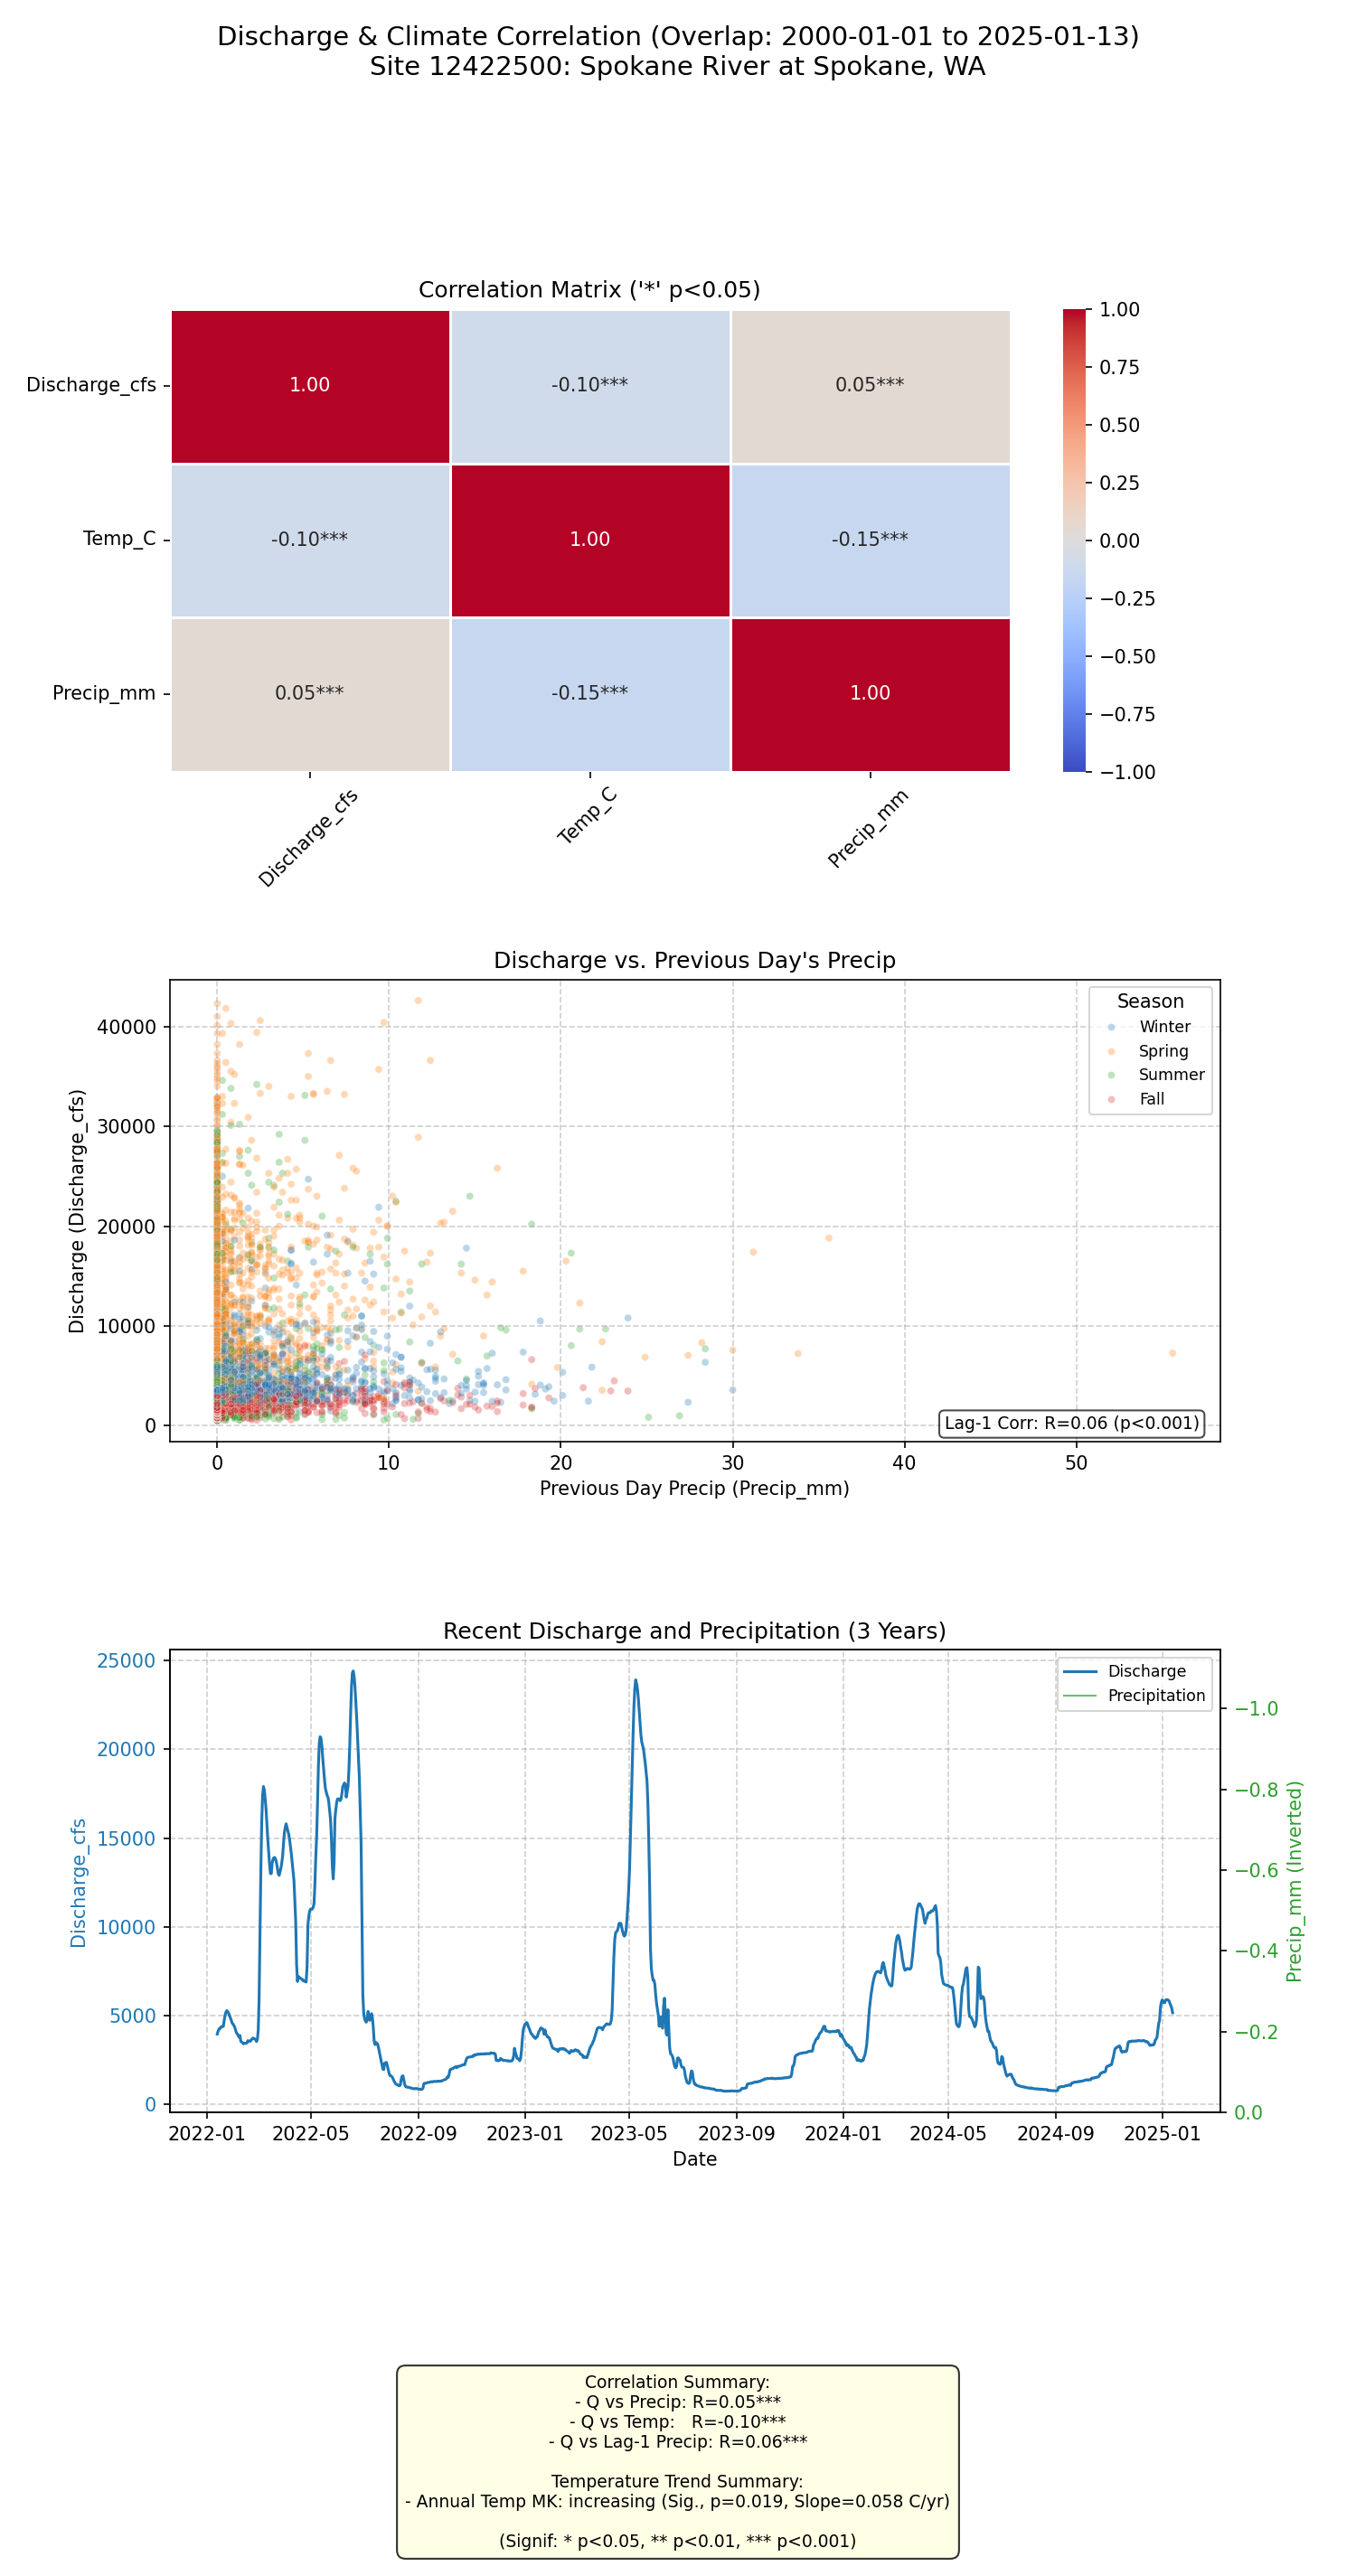 Discharge & Climate Correlation (Overlap: 2000-01-01 to 2025-01-13)
Site 12422500: Spokane River at Spokane, WA
Correlation Matrix ('*' p<0.05)
Discharge_cfs
1.00
-0.10***
0.05***
Temp_C
-0.10***
1.00
-0.15***
Precip_mm
0.05***
-0.15***
1.00
Discharge_cfs
Temp_C
Precip_mm
1.00
0.75
0.50
0.25
0.00
−0.25
−0.50
−0.75
−1.00
Discharge vs. Previous Day's Precip
Discharge (Discharge_cfs)
40000
30000
20000
10000
0
Season
Winter
Spring
Summer
Fall
Lag-1 Corr: R=0.06 (p<0.001)
0
10
20
30
40
50
Previous Day Precip (Precip_mm)
Recent Discharge and Precipitation (3 Years)
Discharge_cfs
25000
20000
15000
10000
5000
0
Discharge
Precipitation
−1.0
−0.8
−0.6
−0.4
−0.2
0.0
Precip_mm (Inverted)
2022-01
2022-05
2022-09
2023-01
2023-05
2023-09
2024-01
2024-05
2024-09
2025-01
Date
Correlation Summary:
- Q vs Precip: R=0.05***
- Q vs Temp: R=-0.10***
- Q vs Lag-1 Precip: R=0.06***
Temperature Trend Summary:
- Annual Temp MK: increasing (Sig., p=0.019, Slope=0.058 C/yr)
(Signif: * p<0.05, ** p<0.01, *** p<0.001)